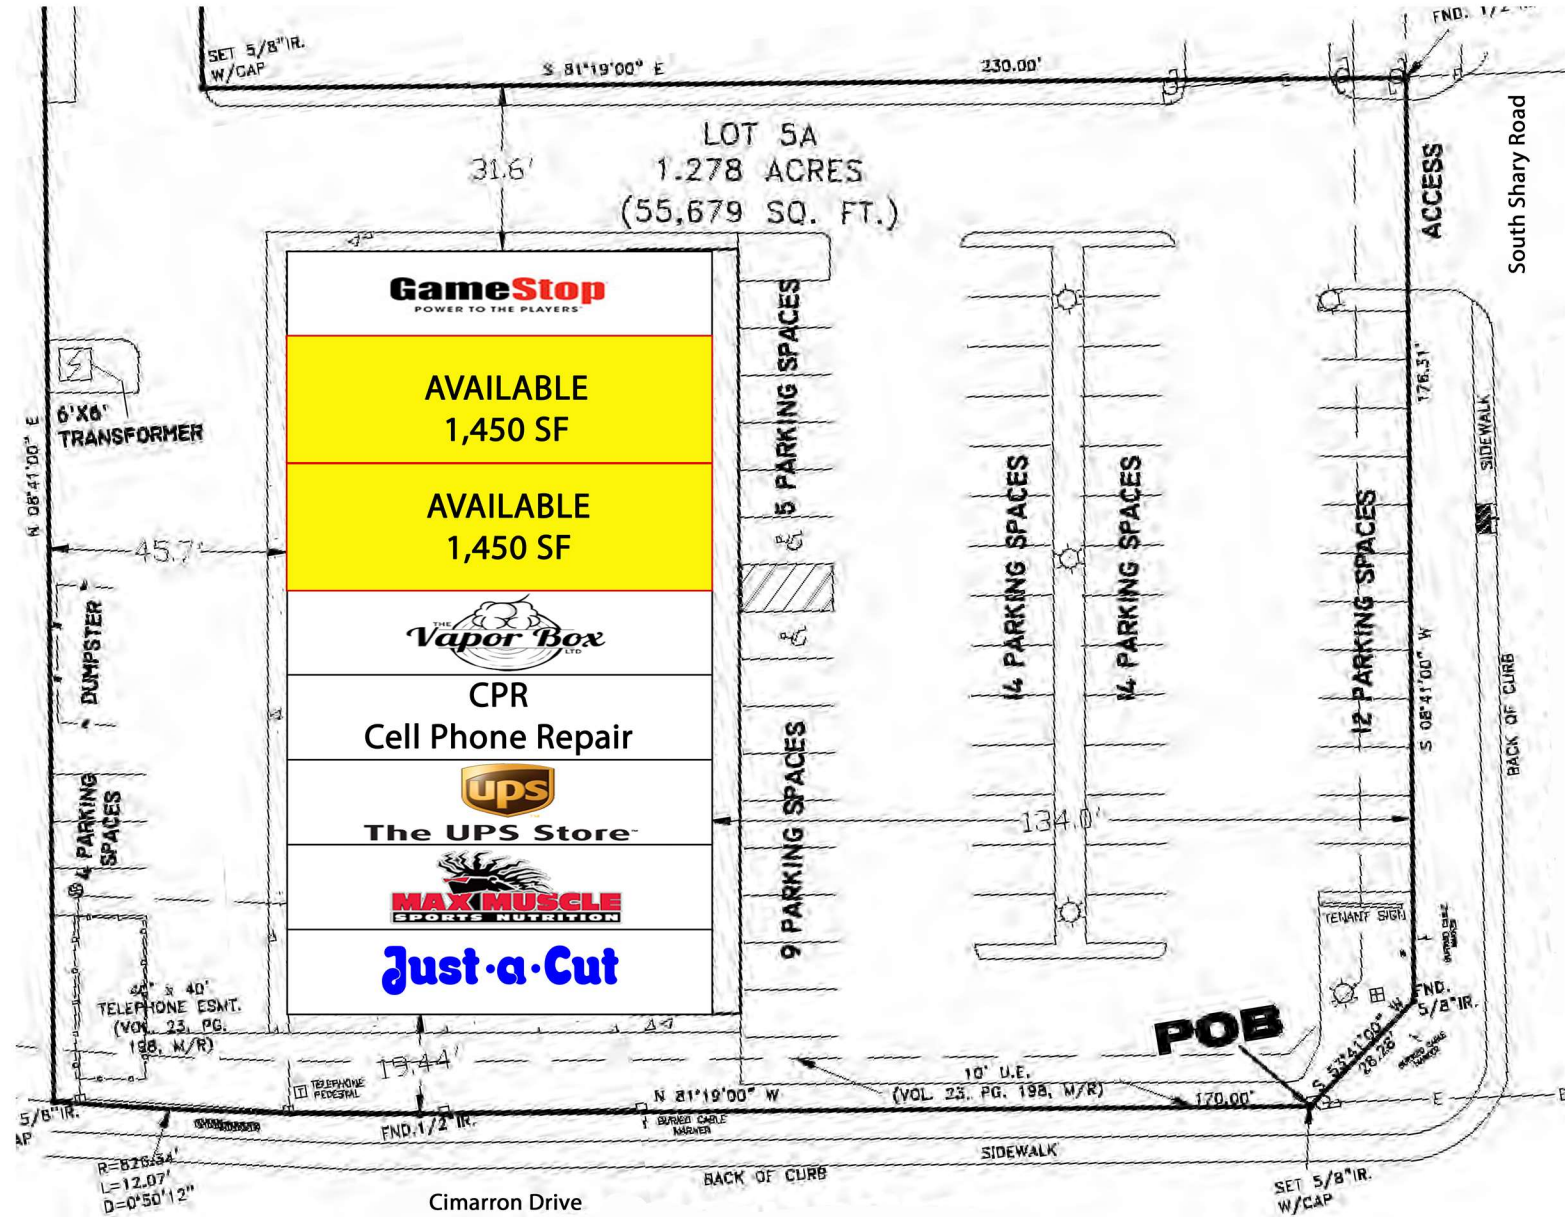 FND. 1/2"
SET 5/8"IR.
W/CAP
S 81°19'00" E
230.00'
South Shary Road
ACCESS
LOT 5A
1.278 ACRES
(55,679 SQ. FT.)
31.6'
GameStop
POWER TO THE PLAYERS
AVAILABLE
1,450 SF
AVAILABLE
1,450 SF
THE
Vapor Box
LTD
CPR
Cell Phone Repair
ups
The UPS Store
MAX MUSCLE
SPORTS NUTRITION
Just-a-Cut
6'X6'
TRANSFORMER
N 08°41'00" E
45.7'
DUMPSTER
4 PARKING
SPACES
5 PARKING SPACES
9 PARKING SPACES
14 PARKING SPACES
14 PARKING SPACES
12 PARKING SPACES
134.0'
176.31'
S 08°41'00" W
SIDEWALK
BACK OF CURB
TENANT SIGN
FND.
5/8"IR.
S 53°41'00" W
28.28'
POB
40' TELEPHONE ESMT.
(VOL. 23, PG.
198, M/R)
TELEPHONE
PEDESTAL
19.44'
10' U.E.
(VOL. 23, PG. 198, M/R)
N 81°19'00" W
170.00'
E
5/8"IR.
FND.1/2"IR.
BURIED CABLE
MARKER
SIDEWALK
BACK OF CURB
L=12.07'
D=0°50'12"
Cimarron Drive
SET 5/8"IR.
W/CAP